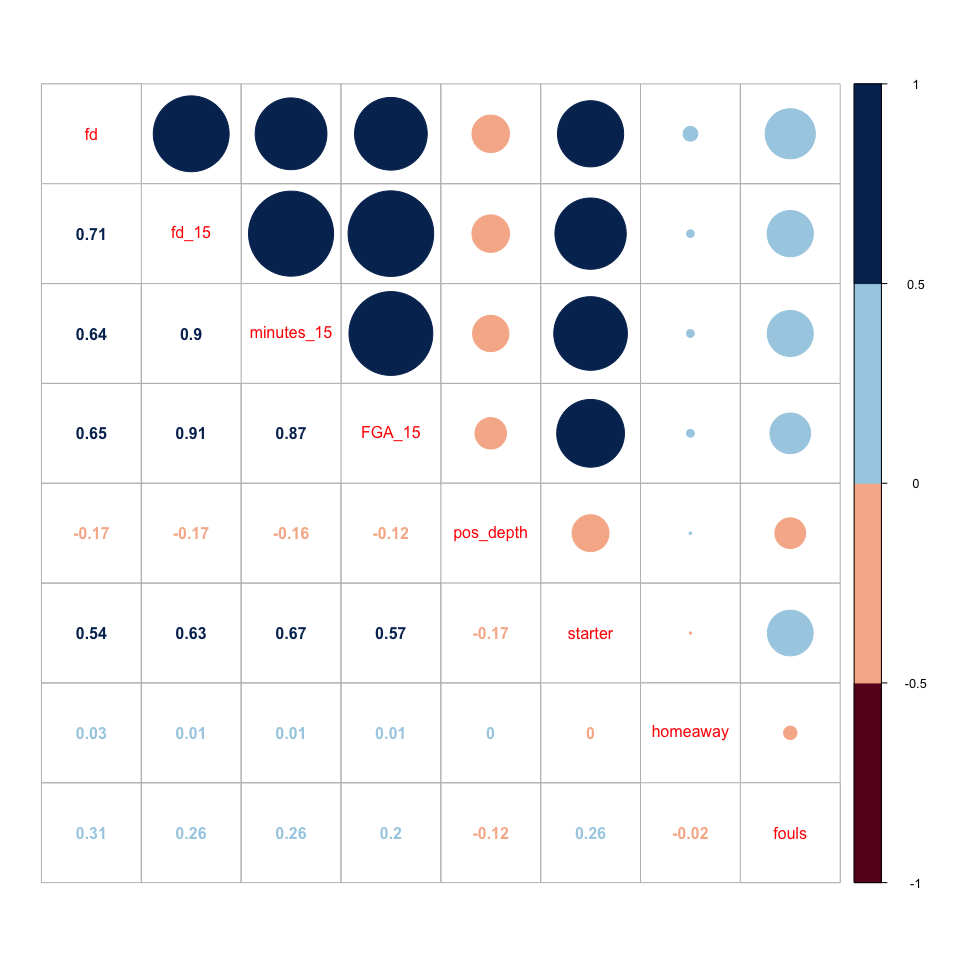 fd
0.71 fd_15
0.64 0.9 minutes_15
0.65 0.91 0.87 FGA_15
-0.17 -0.17 -0.16 -0.12 pos_depth
0.54 0.63 0.67 0.57 -0.17 starter
0.03 0.01 0.01 0.01 0 0 homeaway
0.31 0.26 0.26 0.2 -0.12 0.26 -0.02 fouls
1
0.5
0
-0.5
-1